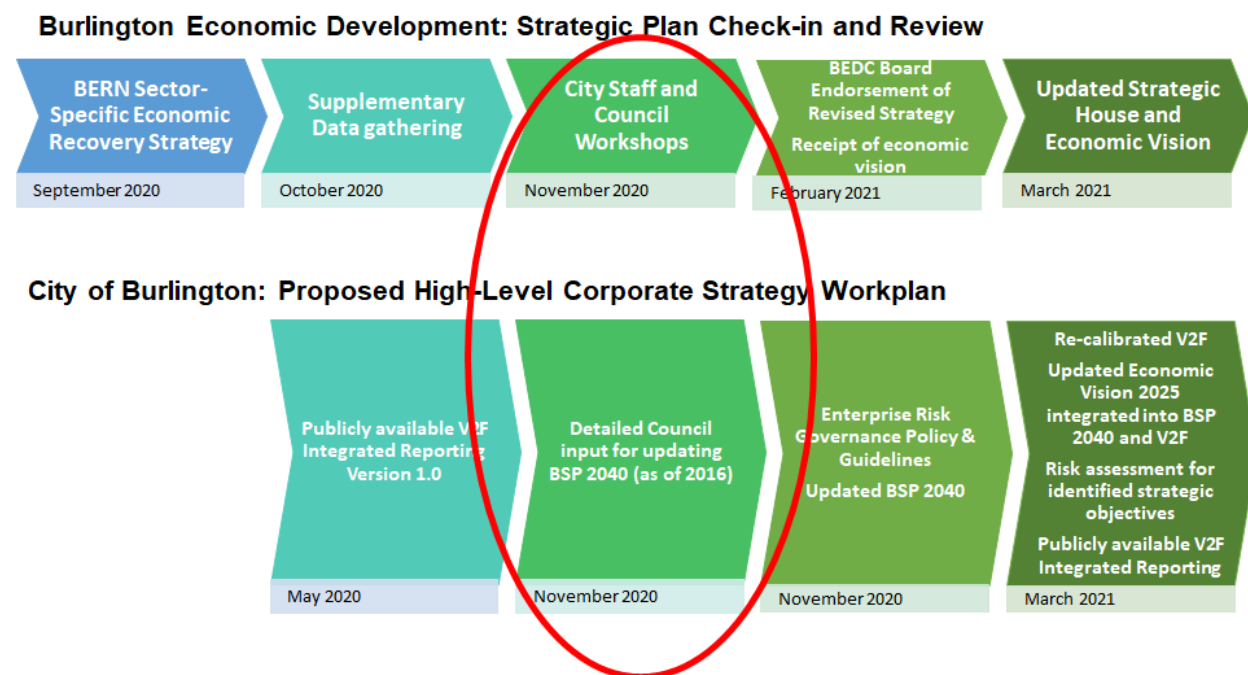 Burlington Economic Development: Strategic Plan Check-in and Review
BERN Sector-
Specific Economic
Recovery Strategy
September 2020
Supplementary
Data gathering
October 2020
City Staff and
Council
Workshops
November 2020
BEDC Board
Endorsement of
Revised Strategy
Receipt of economic
vision
February 2021
Updated Strategic
House and
Economic Vision
March 2021
City of Burlington: Proposed High-Level Corporate Strategy Workplan
Publicly available V2F
Integrated Reporting
Version 1.0
May 2020
Detailed Council
input for updating
BSP 2040 (as of 2016)
November 2020
Enterprise Risk
Governance Policy &
Guidelines
Updated BSP 2040
November 2020
Re-calibrated V2F
Updated Economic
Vision 2025
integrated into BSP
2040 and V2F
Risk assessment for
identified strategic
objectives
Publicly available V2F
Integrated Reporting
March 2021